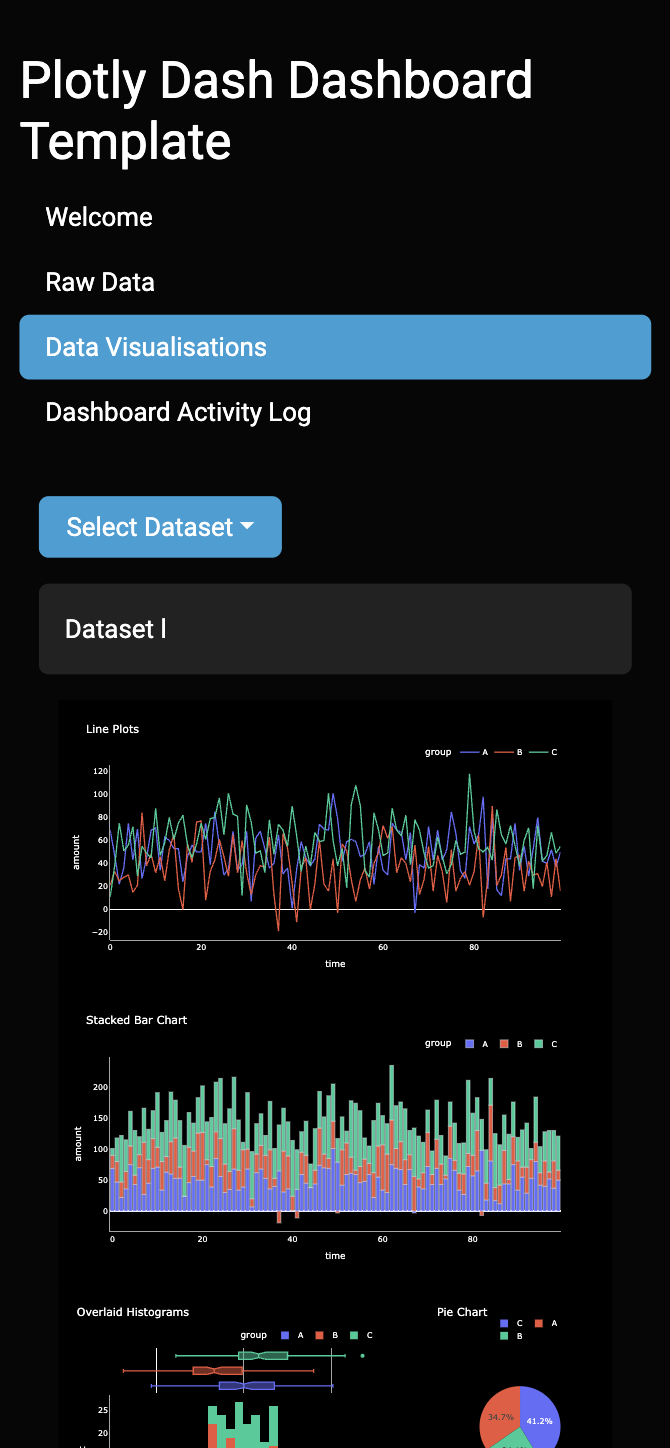 Plotly Dash Dashboard
Template
Welcome
Raw Data
Data Visualisations
Dashboard Activity Log
Select Dataset
Dataset I
Line Plots
group A B C
120
100
80
60
40
20
0
−20
amount
0 20 40 60 80
time
Stacked Bar Chart
group A B C
200
150
100
50
0
amount
0 20 40 60 80
time
Overlaid Histograms
group A B C
25
20
15
Pie Chart
C A
B
34.7%
41.2%